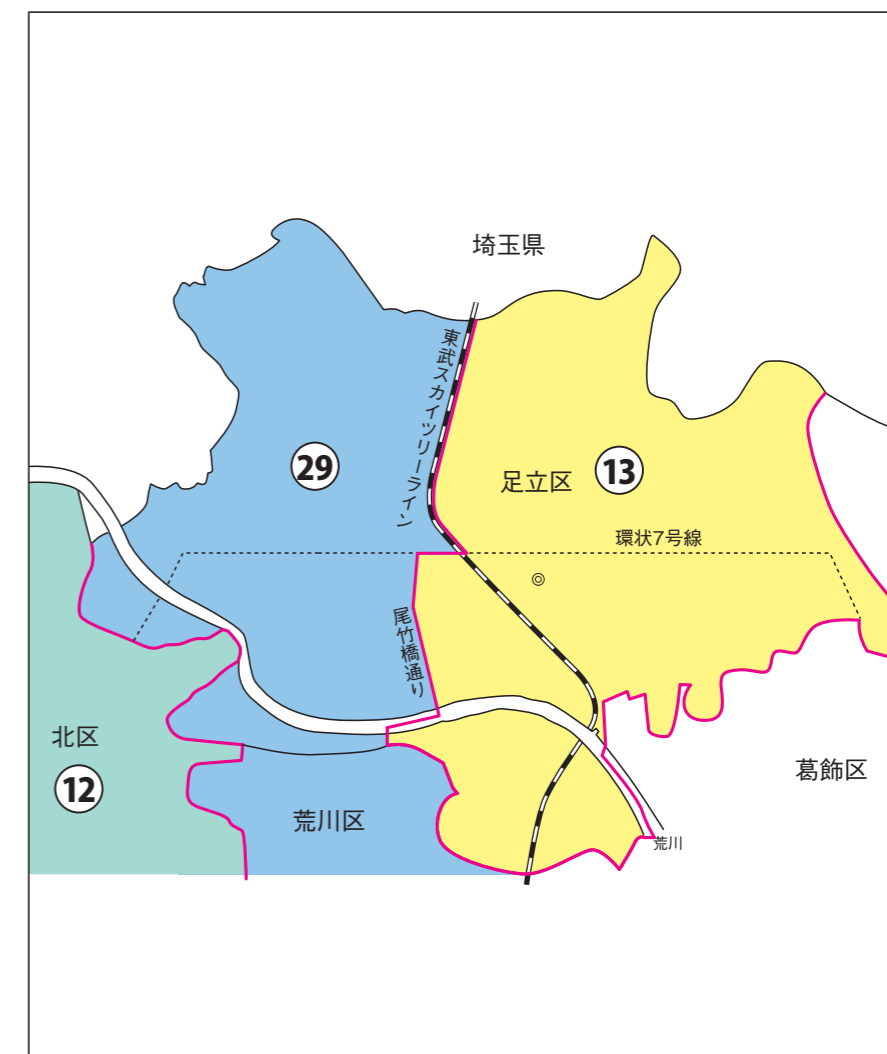 埼玉県
東武スカイツリーライン
29
足立区
13
環状7号線
尾竹橋通り
北区
12
荒川区
葛飾区
荒川